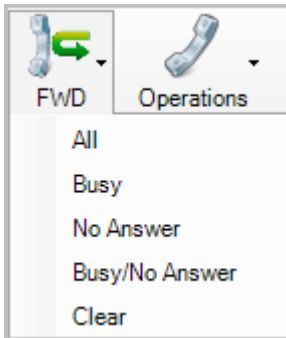 FWD Operations
All
Busy
No Answer
Busy/No Answer
Clear